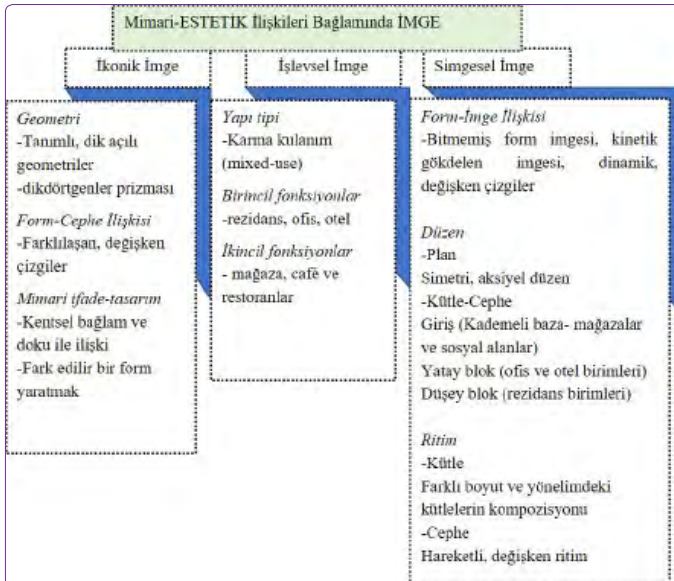 Mimari-ESTETİK İlişkileri Bağlamında İMGE
İkonik İmge
İşlevsel İmge
Simgesel İmge
Geometri
-Tanımlı, dik açılı
geometriler
-dikdörtgenler prizması
Form-Cephe İlişkisi
-Farklılaşan, değişken
çizgiler
Mimari ifade-tasarım
-Kentsel bağlam ve
doku ile ilişki
-Fark edilir bir form
yaratmak
Yapı tipi
-Karma kulanım
(mixed-use)
Birincil fonksiyonlar
-rezidans, ofis, otel
İkincil fonksiyonlar
- mağaza, cafè ve
restoranlar
Form-İmge İlişkisi
-Bitmemiş form imgesi, kinetik
gökdelen imgesi, dinamik,
değişken çizgiler
Düzen
-Plan
Simetri, aksiyel düzen
-Kütle-Cephe
Giriş (Kademeli baza- mağazalar
ve sosyal alanlar)
Yatay blok (ofis ve otel birimleri)
Düşey blok (rezidans birimleri)
Ritim
-Kütle
Farklı boyut ve yönelimdeki
kütlelerin kompozisyonu
-Cephe
Hareketli, değişken ritim